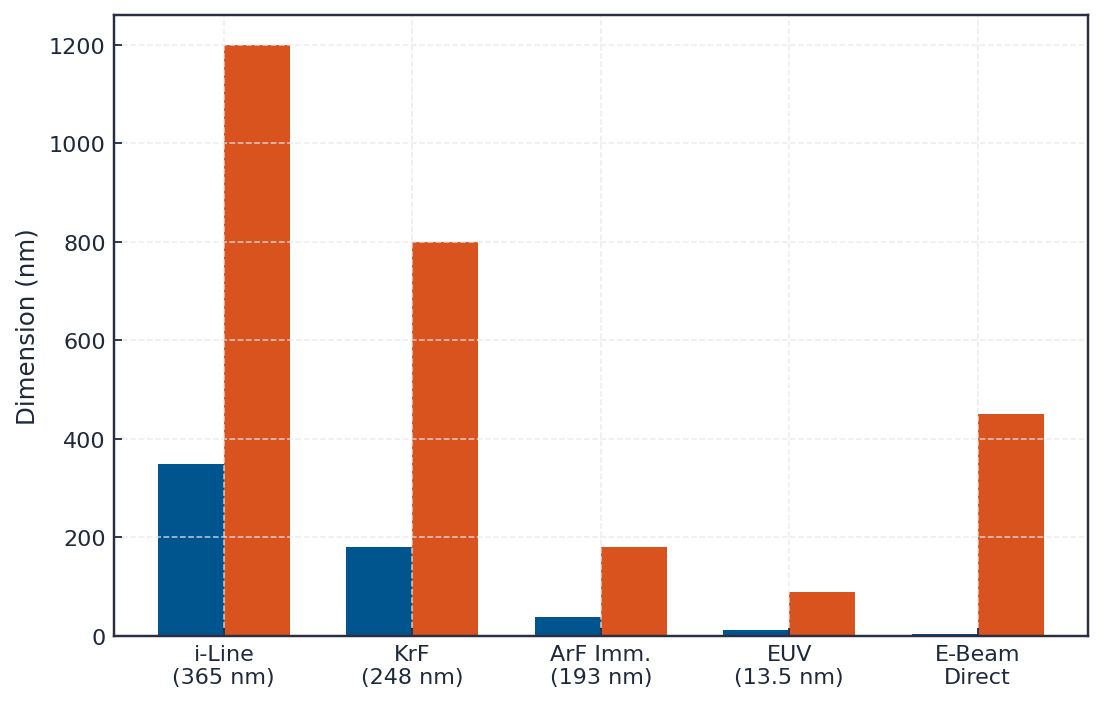 Dimension (nm)
1200
1000
800
600
400
200
0
i-Line
(365 nm)
KrF
(248 nm)
ArF Imm.
(193 nm)
EUV
(13.5 nm)
E-Beam
Direct